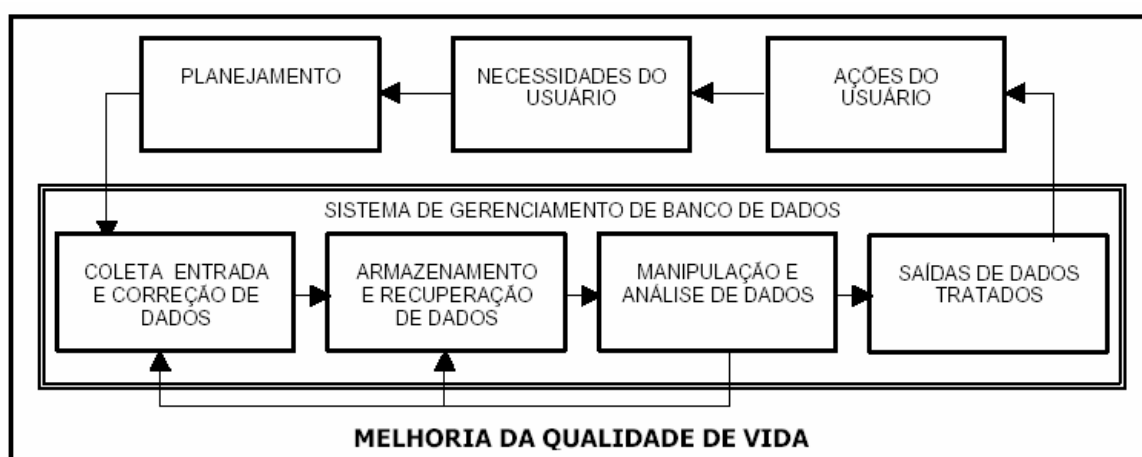 PLANEJAMENTO
NECESSIDADES DO
USUÁRIO
AÇÕES DO
USUÁRIO
SISTEMA DE GERENCIAMENTO DE BANCO DE DADOS
COLETA ENTRADA
E CORREÇÃO DE
DADOS
ARMAZENAMENTO
E RECUPERAÇÃO
DE DADOS
MANIPULAÇÃO E
ANÁLISE DE DADOS
SAÍDAS DE DADOS
TRATADOS
MELHORIA DA QUALIDADE DE VIDA